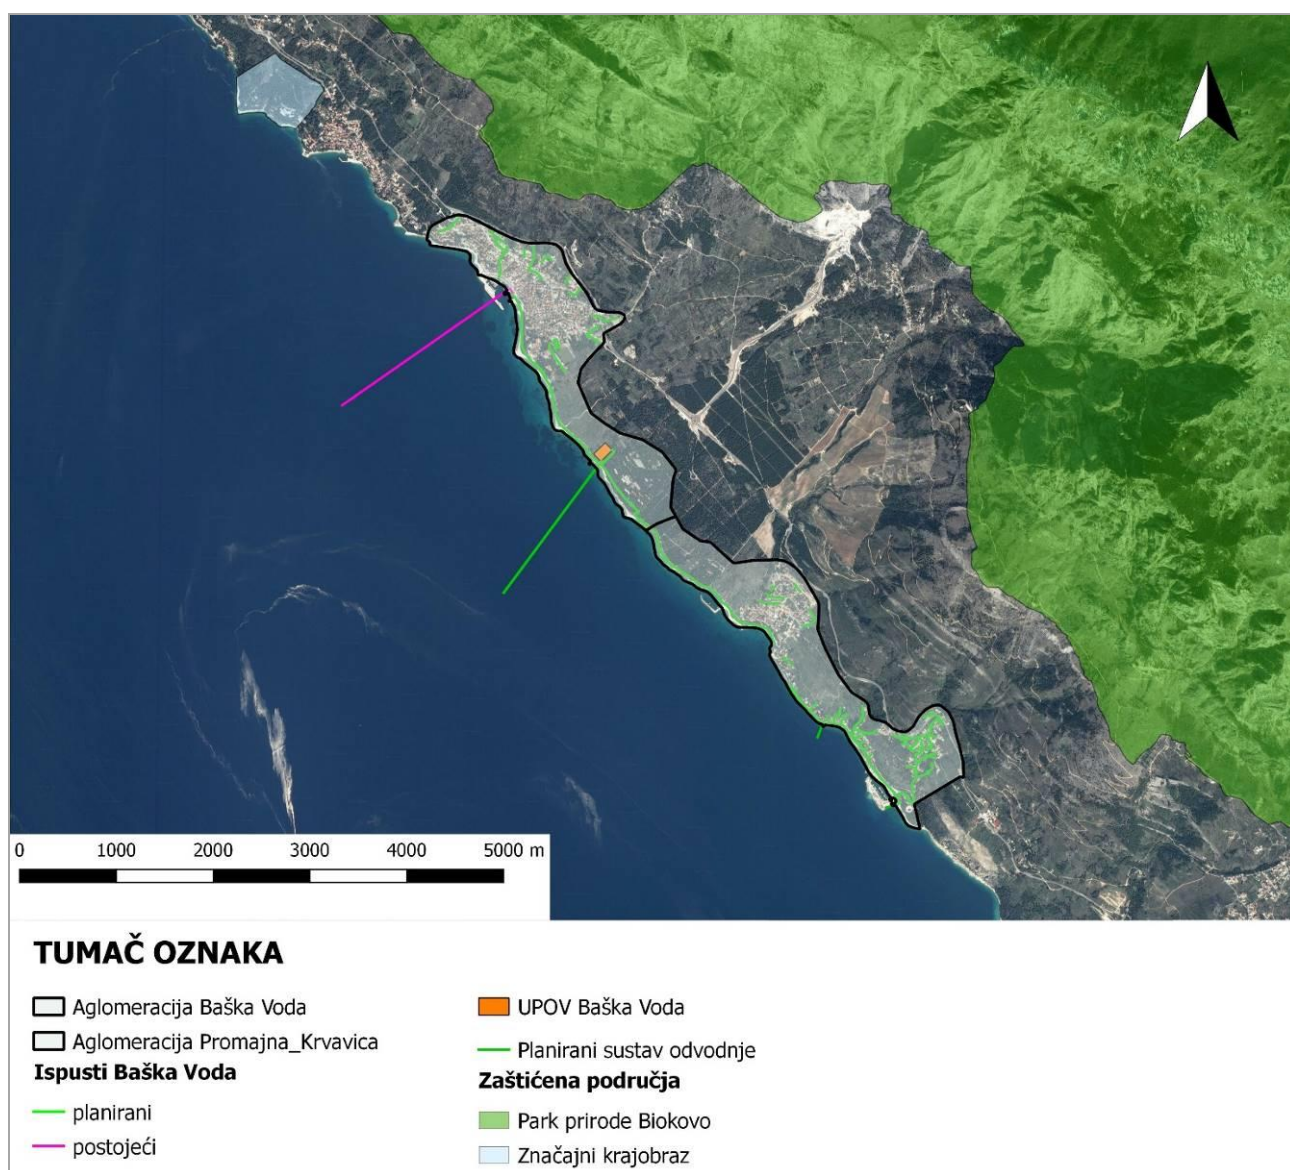 0 1000 2000 3000 4000 5000 m
TUMAČ OZNAKA
Aglomeracija Baška Voda
Aglomeracija Promajna_Krvavica
Ispusti Baška Voda
planirani
postojeći
UPOV Baška Voda
Planirani sustav odvodnje
Zaštićena područja
Park prirode Biokovo
Značajni krajobraz